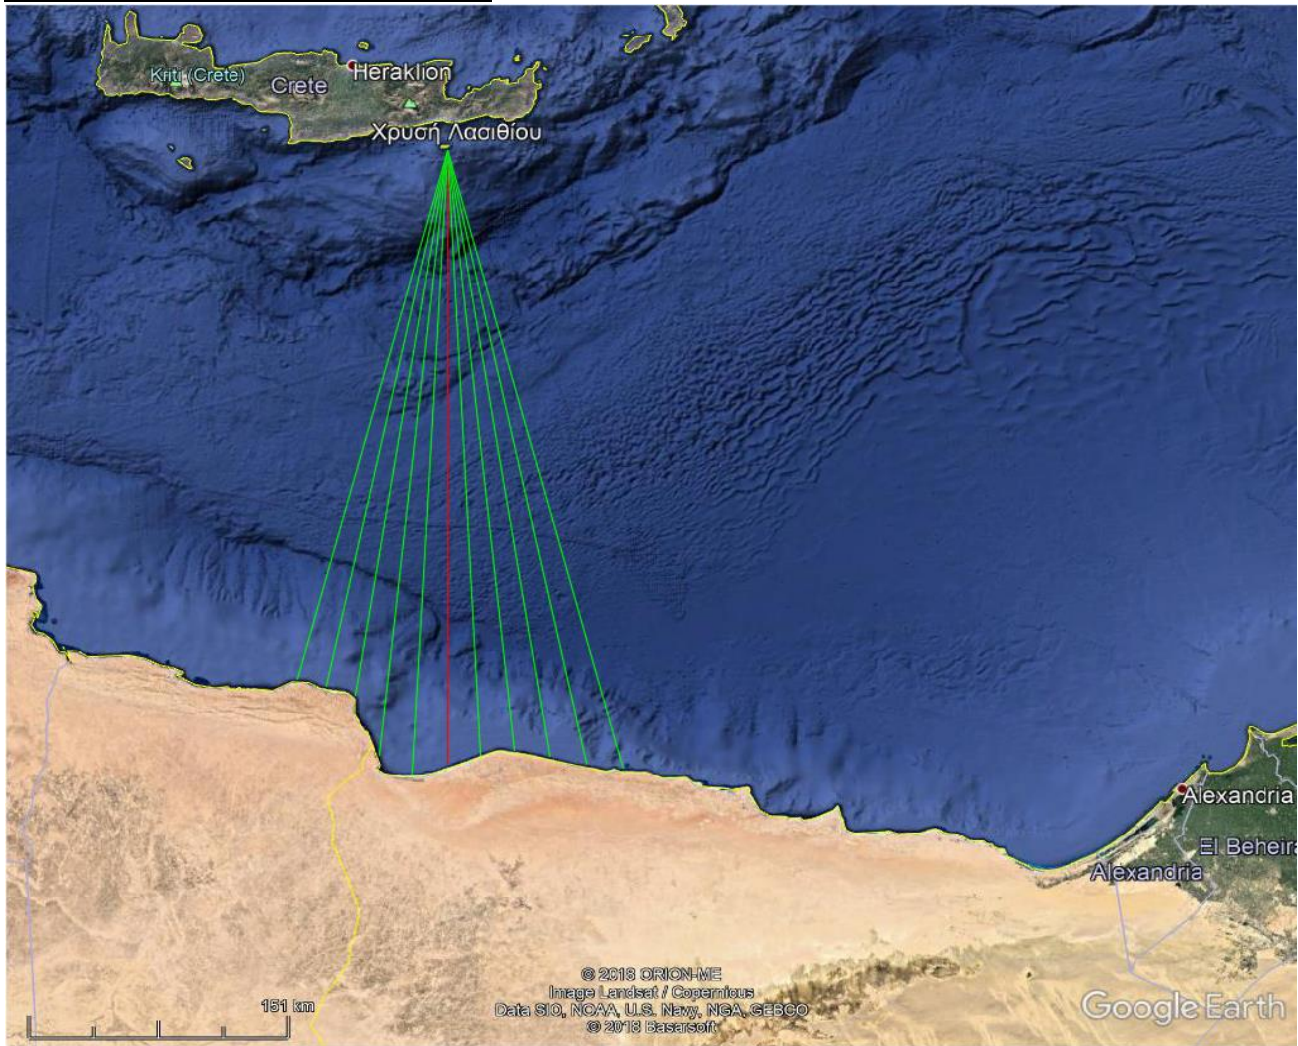 Kriti (Crete)
Heraklion
Crete
Χρυσή Λασιθίου
Alexandria
El Beheira
Alexandria
© 2018 ORION-ME
Image Landsat / Copernicus
Data SIO, NOAA, U.S. Navy, NGA, GEBCO
© 2018 Basarsoft
151 km
Google Earth